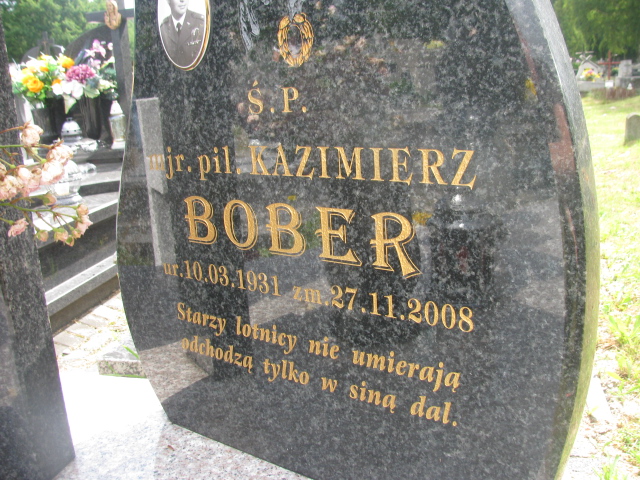 Ś.P.
mjr. pil. KAZIMIERZ
BOBER
ur.10.03.1931 zm.27.11.2008
Starzy lotnicy nie umierają
odchodzą tylko w siną dal.